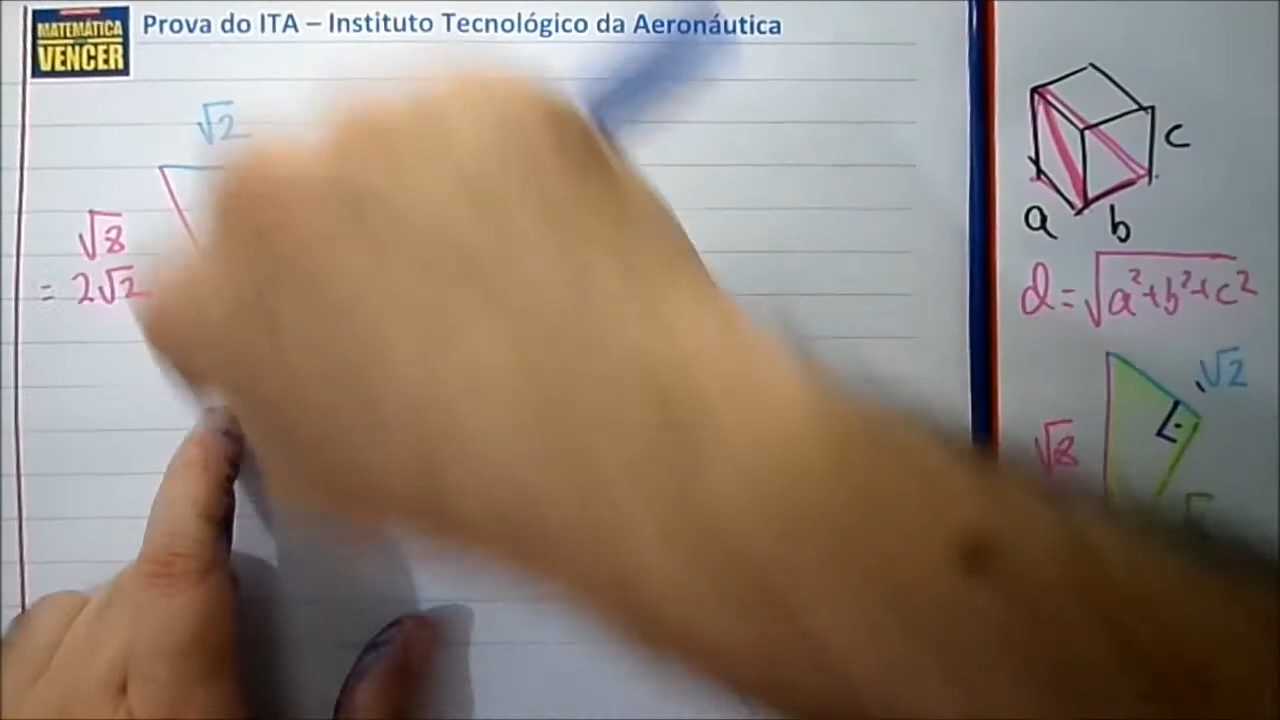 MATEMÁTICA
VENCER
Prova do ITA – Instituto Tecnológico da Aeronáutica
√2
√8
= 2√2
c
a
b
d = √a²+b²+c²
√2
√8